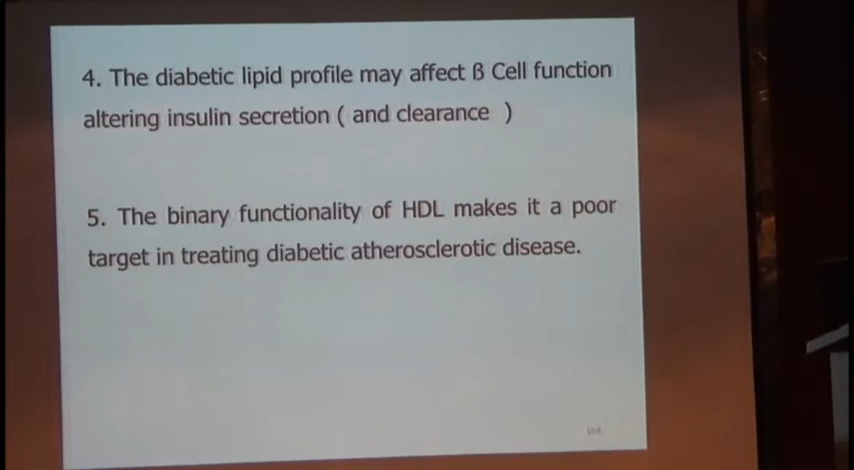 4. The diabetic lipid profile may affect ß Cell function
altering insulin secretion ( and clearance )
5. The binary functionality of HDL makes it a poor
target in treating diabetic atherosclerotic disease.